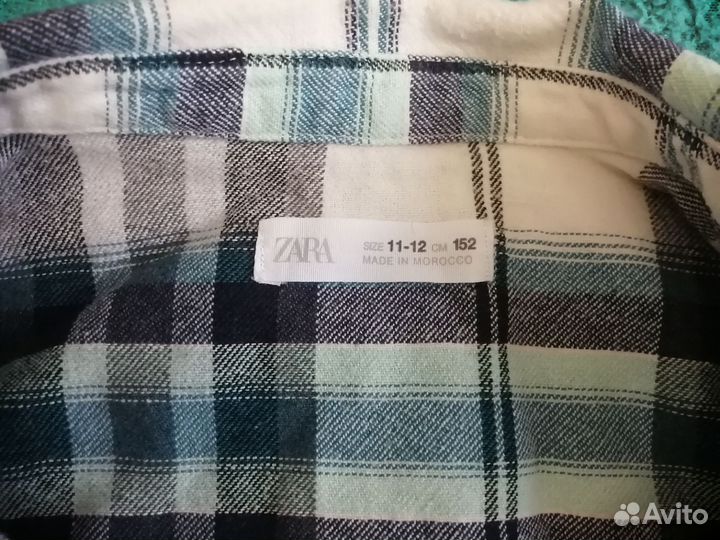 ZARA
SIZE 11-12 CM 152
MADE IN MOROCCO
Avito